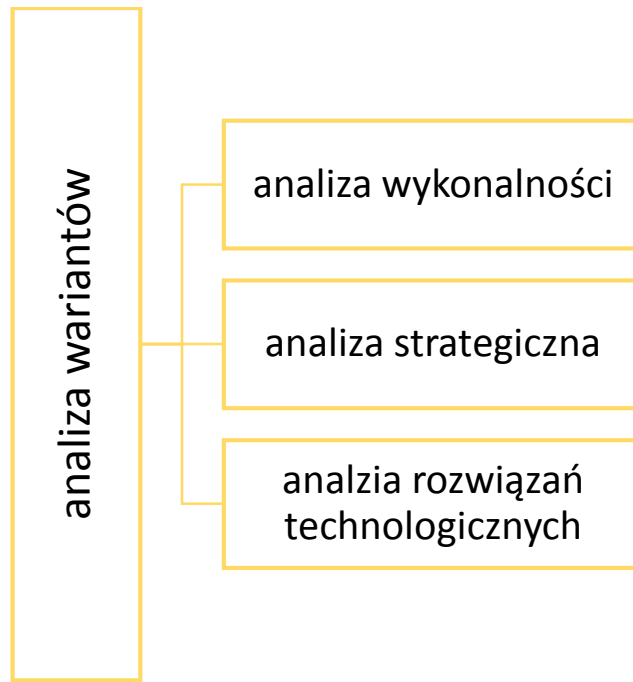 analiza wariantów
analiza wykonalności
analiza strategiczna
analzia rozwiązań
technologicznych